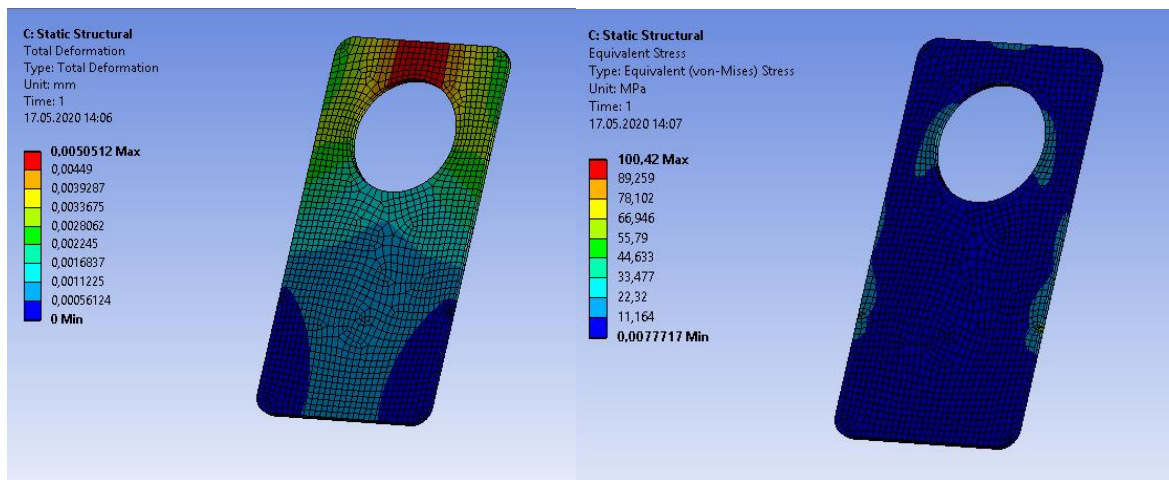 C: Static Structural
Total Deformation
Type: Total Deformation
Unit: mm
Time: 1
17.05.2020 14:06
0,0050512 Max
0,00449
0,0039287
0,0033675
0,0028062
0,002245
0,0016837
0,0011225
0,00056124
0 Min
C: Static Structural
Equivalent Stress
Type: Equivalent (von-Mises) Stress
Unit: MPa
Time: 1
17.05.2020 14:07
100,42 Max
89,259
78,102
66,946
55,79
44,633
33,477
22,32
11,164
0,0077717 Min